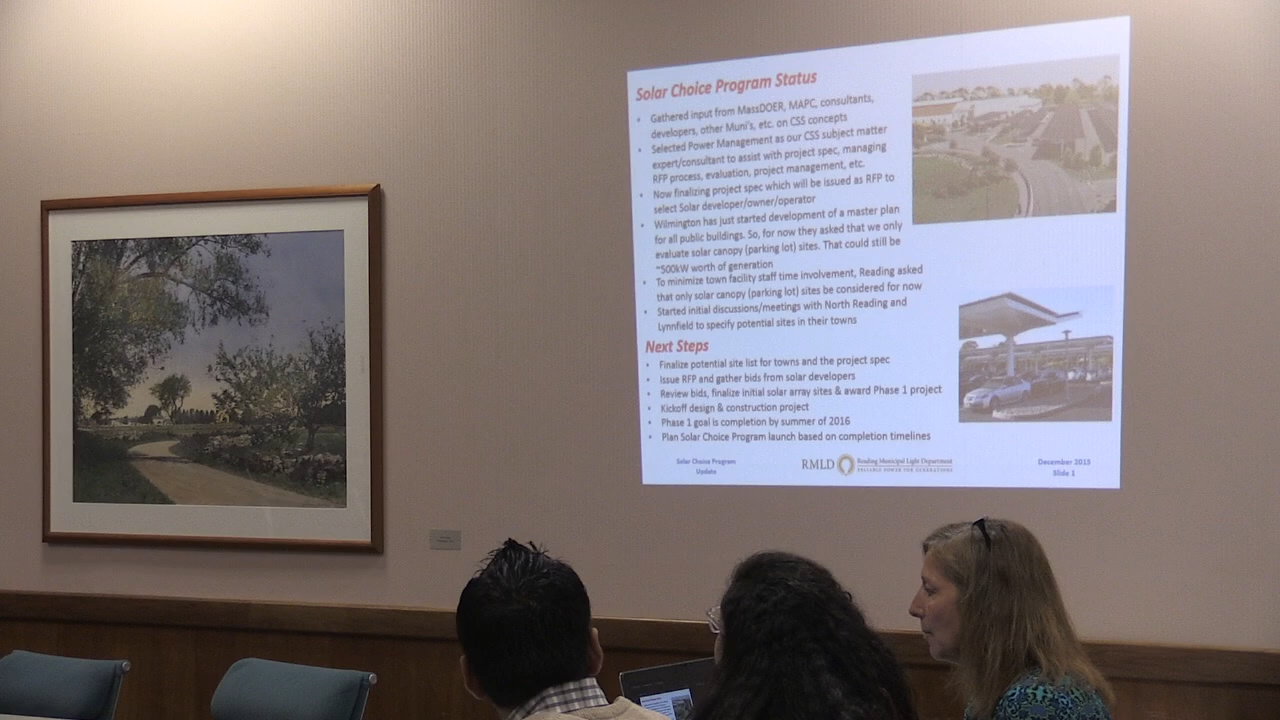 Solar Choice Program Status
• Gathered input from MassDOER, MAPC, consultants,
developers, other Muni's, etc. on CSS concepts
• Selected Power Management as our CSS subject matter
expert/consultant to assist with project spec, managing
RFP process, evaluation, project management, etc.
• Now finalizing project spec which will be issued as RFP to
select Solar developer/owner/operator
• Wilmington has just started development of a master plan
for all public buildings. So, for now they asked that we only
evaluate solar canopy (parking lot) sites. That could still be
~500kW worth of generation
• To minimize town facility staff time involvement, Reading asked
that only solar canopy (parking lot) sites be considered for now
• Started initial discussions/meetings with North Reading and
Lynnfield to specify potential sites in their towns
Next Steps
• Finalize potential site list for towns and the project spec
• Issue RFP and gather bids from solar developers
• Review bids, finalize initial solar array sites & award Phase 1 project
• Kickoff design & construction project
• Phase 1 goal is completion by summer of 2016
• Plan Solar Choice Program launch based on completion timelines
Solar Choice Program
Update
RMLD Reading Municipal Light Department
RELIABLE POWER FOR GENERATIONS
December 2015
Slide 1